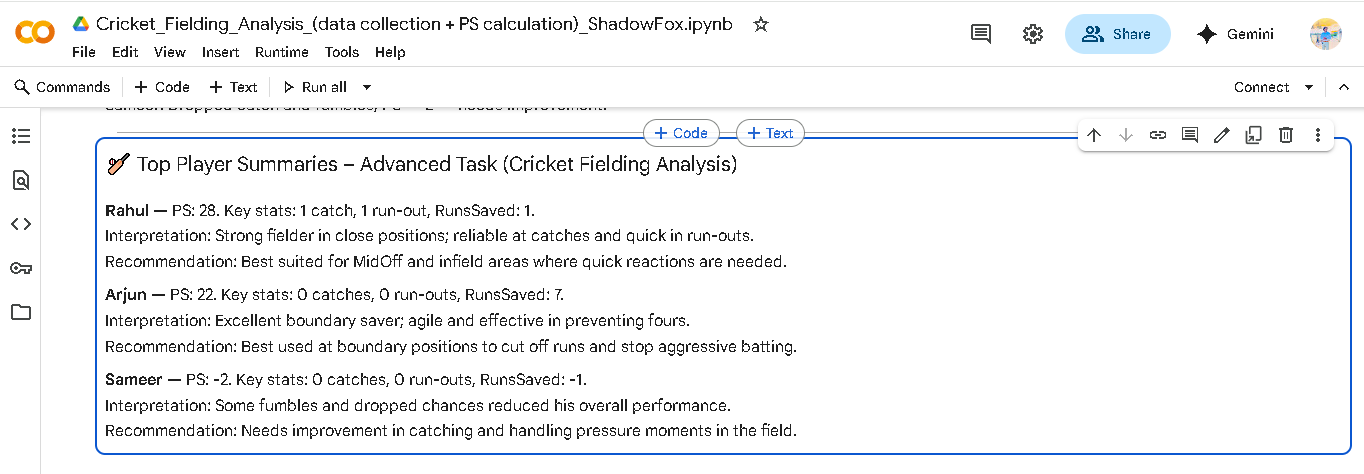 Cricket_Fielding_Analysis_(data collection + PS calculation)_ShadowFox.ipynb
File Edit View Insert Runtime Tools Help
Share
Gemini
Commands + Code + Text Run all
Connect
+ Code + Text
Top Player Summaries – Advanced Task (Cricket Fielding Analysis)
Rahul — PS: 28. Key stats: 1 catch, 1 run-out, RunsSaved: 1.
Interpretation: Strong fielder in close positions; reliable at catches and quick in run-outs.
Recommendation: Best suited for MidOff and infield areas where quick reactions are needed.
Arjun — PS: 22. Key stats: 0 catches, 0 run-outs, RunsSaved: 7.
Interpretation: Excellent boundary saver; agile and effective in preventing fours.
Recommendation: Best used at boundary positions to cut off runs and stop aggressive batting.
Sameer — PS: -2. Key stats: 0 catches, 0 run-outs, RunsSaved: -1.
Interpretation: Some fumbles and dropped chances reduced his overall performance.
Recommendation: Needs improvement in catching and handling pressure moments in the field.